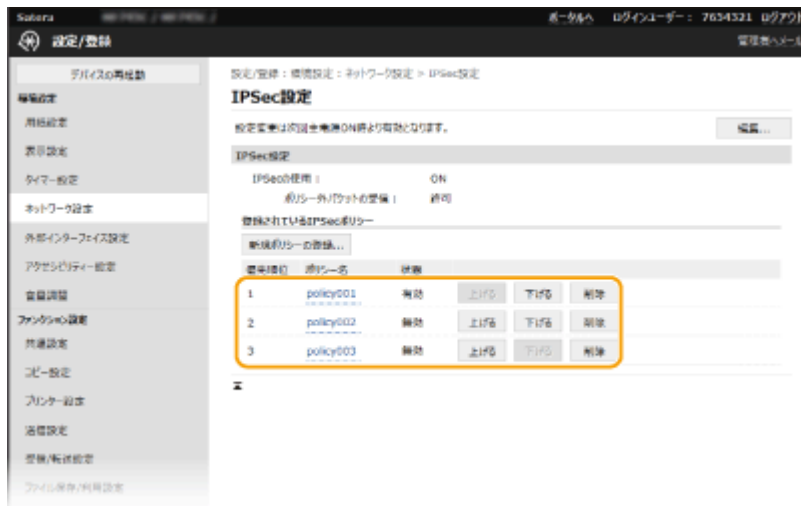 Satera
ポータルへ ログインユーザー： 7654321 ログアウト
設定/登録
管理者へメール
デバイスの再起動
環境設定
用紙設定
表示設定
タイマー設定
ネットワーク設定
外部インターフェイス設定
アクセシビリティー設定
音量調整
ファンクション設定
共通設定
コピー設定
プリンター設定
送信設定
受信/転送設定
ファイル保存/利用設定
設定/登録：環境設定：ネットワーク設定 > IPSec設定
IPSec設定
設定変更は次回主電源ON時より有効となります。
編集...
IPSec設定
IPSecの使用： ON
ポリシー外パケットの受信： 許可
登録されているIPSecポリシー
新規ポリシーの登録...
優先順位 ポリシー名 状態
1 policy001 有効 上げる 下げる 削除
2 policy002 無効 上げる 下げる 削除
3 policy003 無効 上げる 下げる 削除